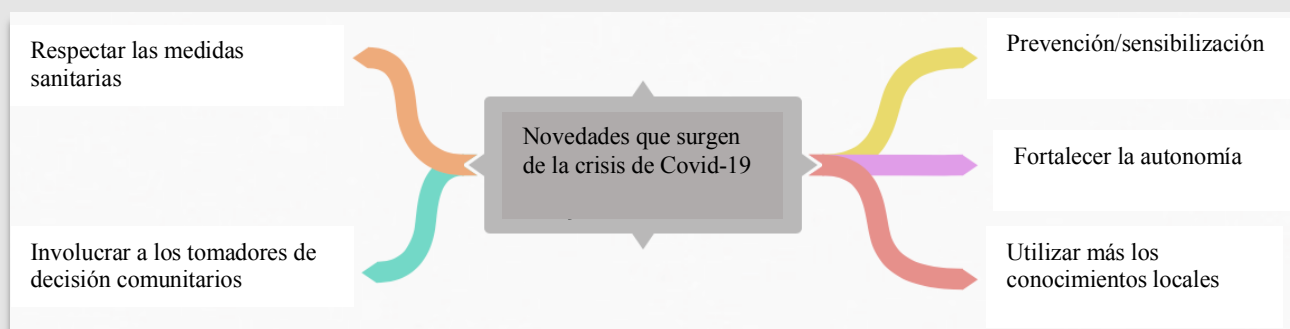 Respectar las medidas
sanitarias
Involucrar a los tomadores de
decisión comunitarios
Novedades que surgen
de la crisis de Covid-19
Prevención/sensibilización
Fortalecer la autonomía
Utilizar más los
conocimientos locales